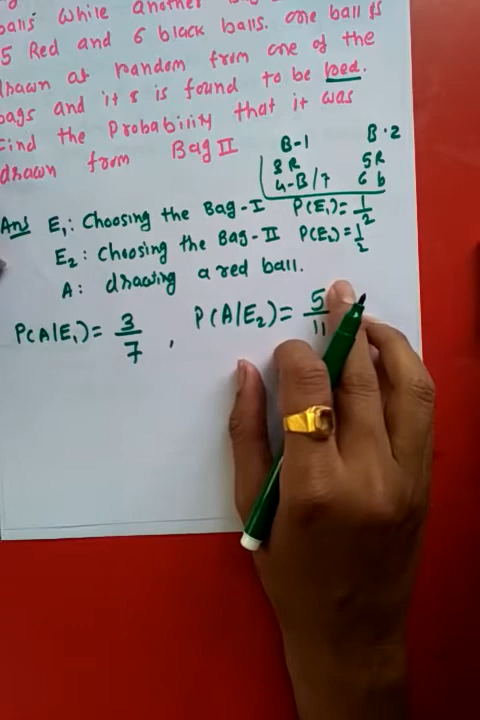 balls while another
5 Red and 6 black balls. one ball is
drawn at random from one of the
bags and it s is found to be Red.
Find the Probability that it was
drawn from Bag II
B-1 B.2
3R 5R
4-B/7 6 b
Ans E₁: Choosing the Bag-I P(E₁)=1/2
E₂: Choosing the Bag-II P(E₂)=1/2
A: drawing a red ball.
P(A/E₁)=3/7, P(A/E₂)=5/11